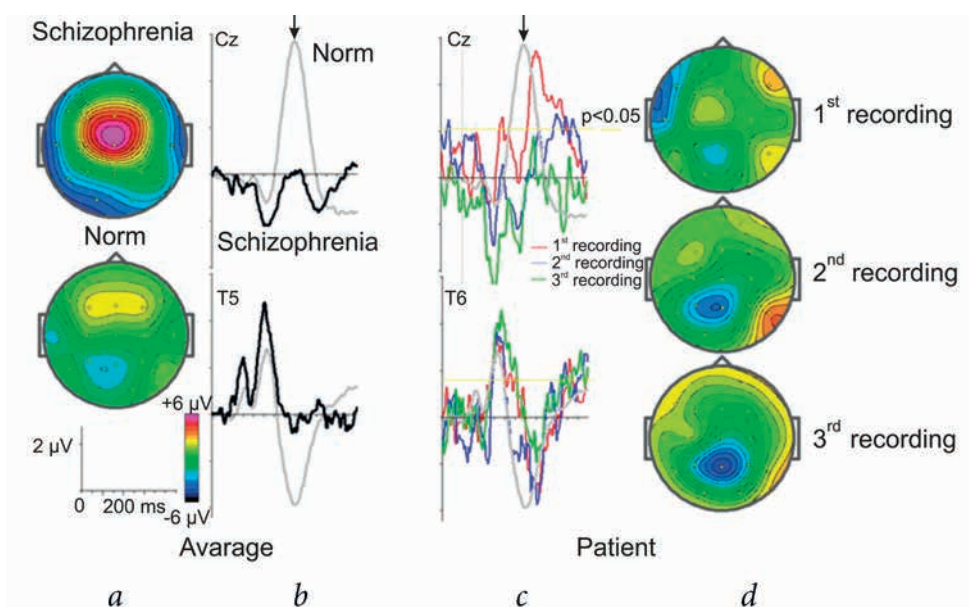 Schizophrenia
Norm
+6 µV
2 µV
0 200 ms
-6 µV
Cz
Norm
Schizophrenia
T5
Avarage
Cz
p<0.05
1st recording
2nd recording
3rd recording
T6
Patient
1st recording
2nd recording
3rd recording
a b c d